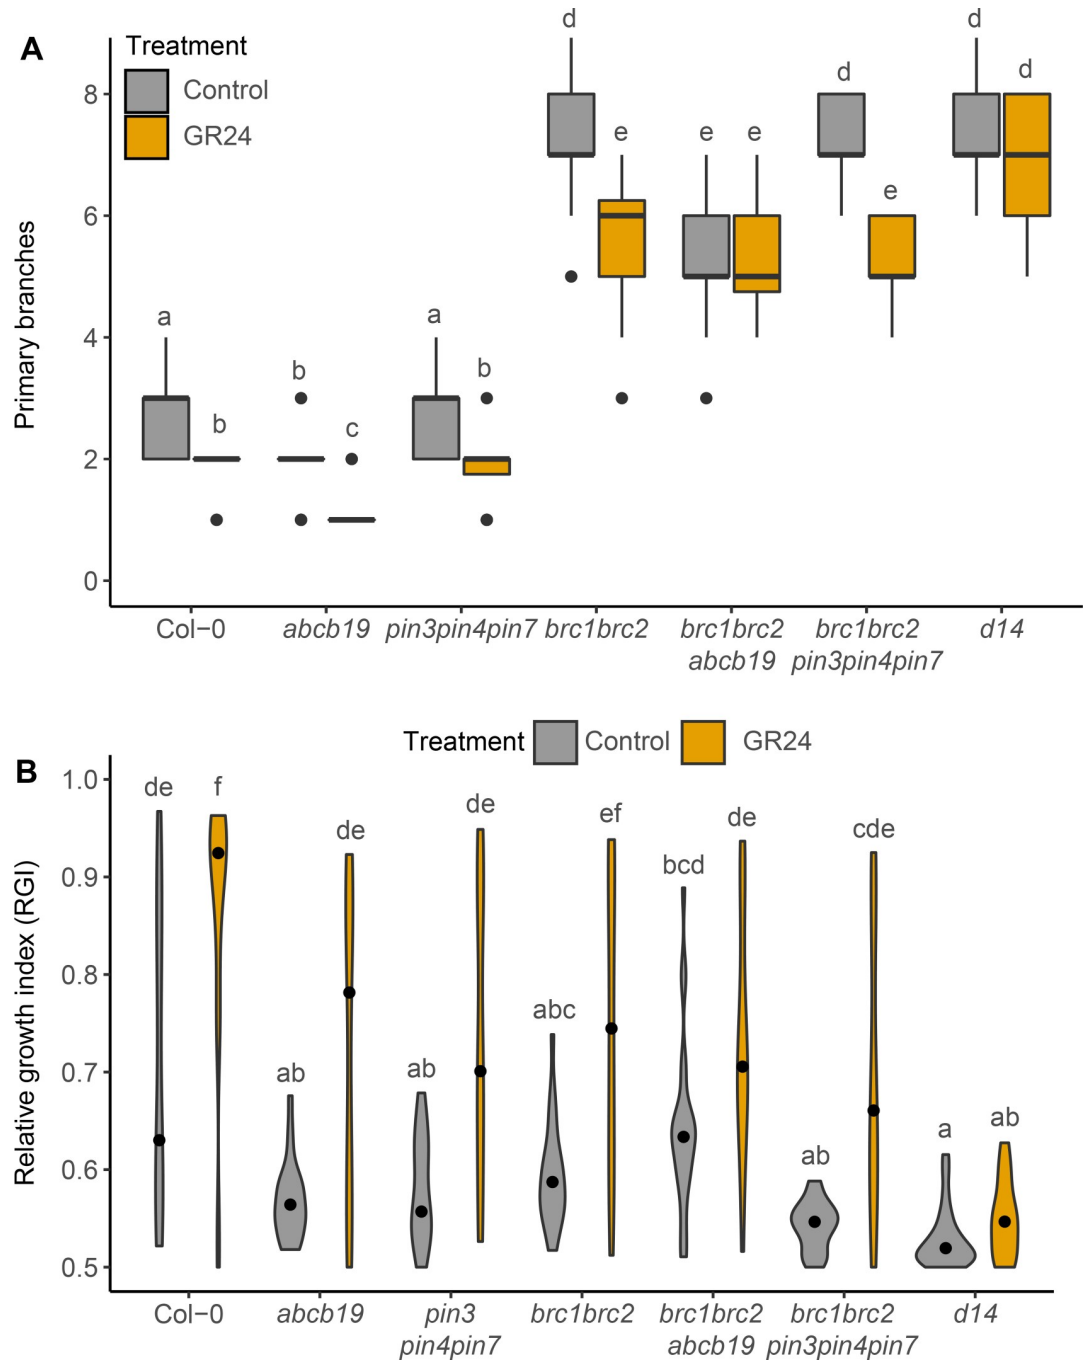 A
Treatment
Control
GR24
Primary branches
8
6
4
2
0
a
b
b
c
a
b
d
e
e
e
d
e
d
d
Col−0
abcb19
pin3pin4pin7
brc1brc2
brc1brc2
abcb19
brc1brc2
pin3pin4pin7
d14
B
Treatment
Control
GR24
Relative growth index (RGI)
1.0
0.9
0.8
0.7
0.6
0.5
de
f
ab
de
ab
de
abc
ef
bcd
de
ab
cde
a
ab
Col−0
abcb19
pin3
pin4pin7
brc1brc2
brc1brc2
abcb19
brc1brc2
pin3pin4pin7
d14